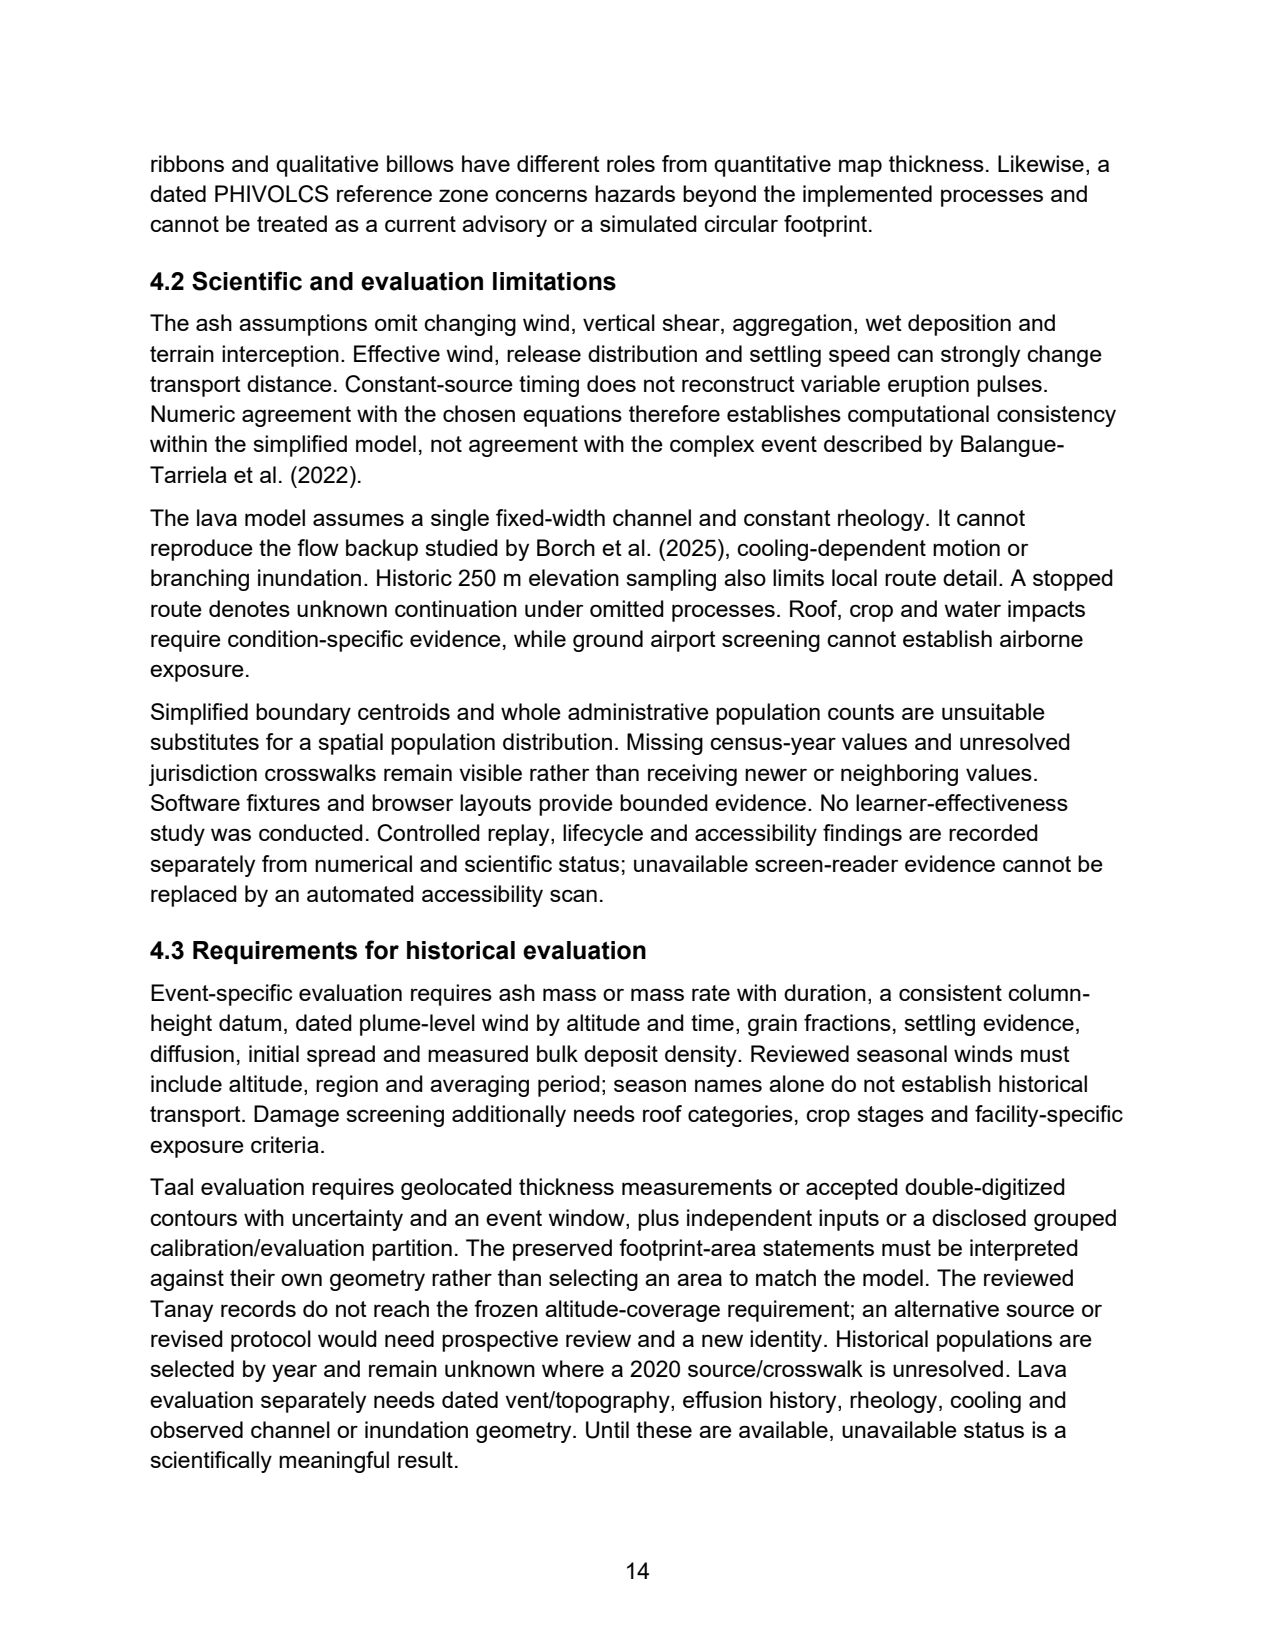 ribbons and qualitative billows have different roles from quantitative map thickness. Likewise, a
dated PHIVOLCS reference zone concerns hazards beyond the implemented processes and
cannot be treated as a current advisory or a simulated circular footprint.
4.2 Scientific and evaluation limitations
The ash assumptions omit changing wind, vertical shear, aggregation, wet deposition and
terrain interception. Effective wind, release distribution and settling speed can strongly change
transport distance. Constant-source timing does not reconstruct variable eruption pulses.
Numeric agreement with the chosen equations therefore establishes computational consistency
within the simplified model, not agreement with the complex event described by Balangue-
Tarriela et al. (2022).
The lava model assumes a single fixed-width channel and constant rheology. It cannot
reproduce the flow backup studied by Borch et al. (2025), cooling-dependent motion or
branching inundation. Historic 250 m elevation sampling also limits local route detail. A stopped
route denotes unknown continuation under omitted processes. Roof, crop and water impacts
require condition-specific evidence, while ground airport screening cannot establish airborne
exposure.
Simplified boundary centroids and whole administrative population counts are unsuitable
substitutes for a spatial population distribution. Missing census-year values and unresolved
jurisdiction crosswalks remain visible rather than receiving newer or neighboring values.
Software fixtures and browser layouts provide bounded evidence. No learner-effectiveness
study was conducted. Controlled replay, lifecycle and accessibility findings are recorded
separately from numerical and scientific status; unavailable screen-reader evidence cannot be
replaced by an automated accessibility scan.
4.3 Requirements for historical evaluation
Event-specific evaluation requires ash mass or mass rate with duration, a consistent column-
height datum, dated plume-level wind by altitude and time, grain fractions, settling evidence,
diffusion, initial spread and measured bulk deposit density. Reviewed seasonal winds must
include altitude, region and averaging period; season names alone do not establish historical
transport. Damage screening additionally needs roof categories, crop stages and facility-specific
exposure criteria.
Taal evaluation requires geolocated thickness measurements or accepted double-digitized
contours with uncertainty and an event window, plus independent inputs or a disclosed grouped
calibration/evaluation partition. The preserved footprint-area statements must be interpreted
against their own geometry rather than selecting an area to match the model. The reviewed
Tanay records do not reach the frozen altitude-coverage requirement; an alternative source or
revised protocol would need prospective review and a new identity. Historical populations are
selected by year and remain unknown where a 2020 source/crosswalk is unresolved. Lava
evaluation separately needs dated vent/topography, effusion history, rheology, cooling and
observed channel or inundation geometry. Until these are available, unavailable status is a
scientifically meaningful result.
14